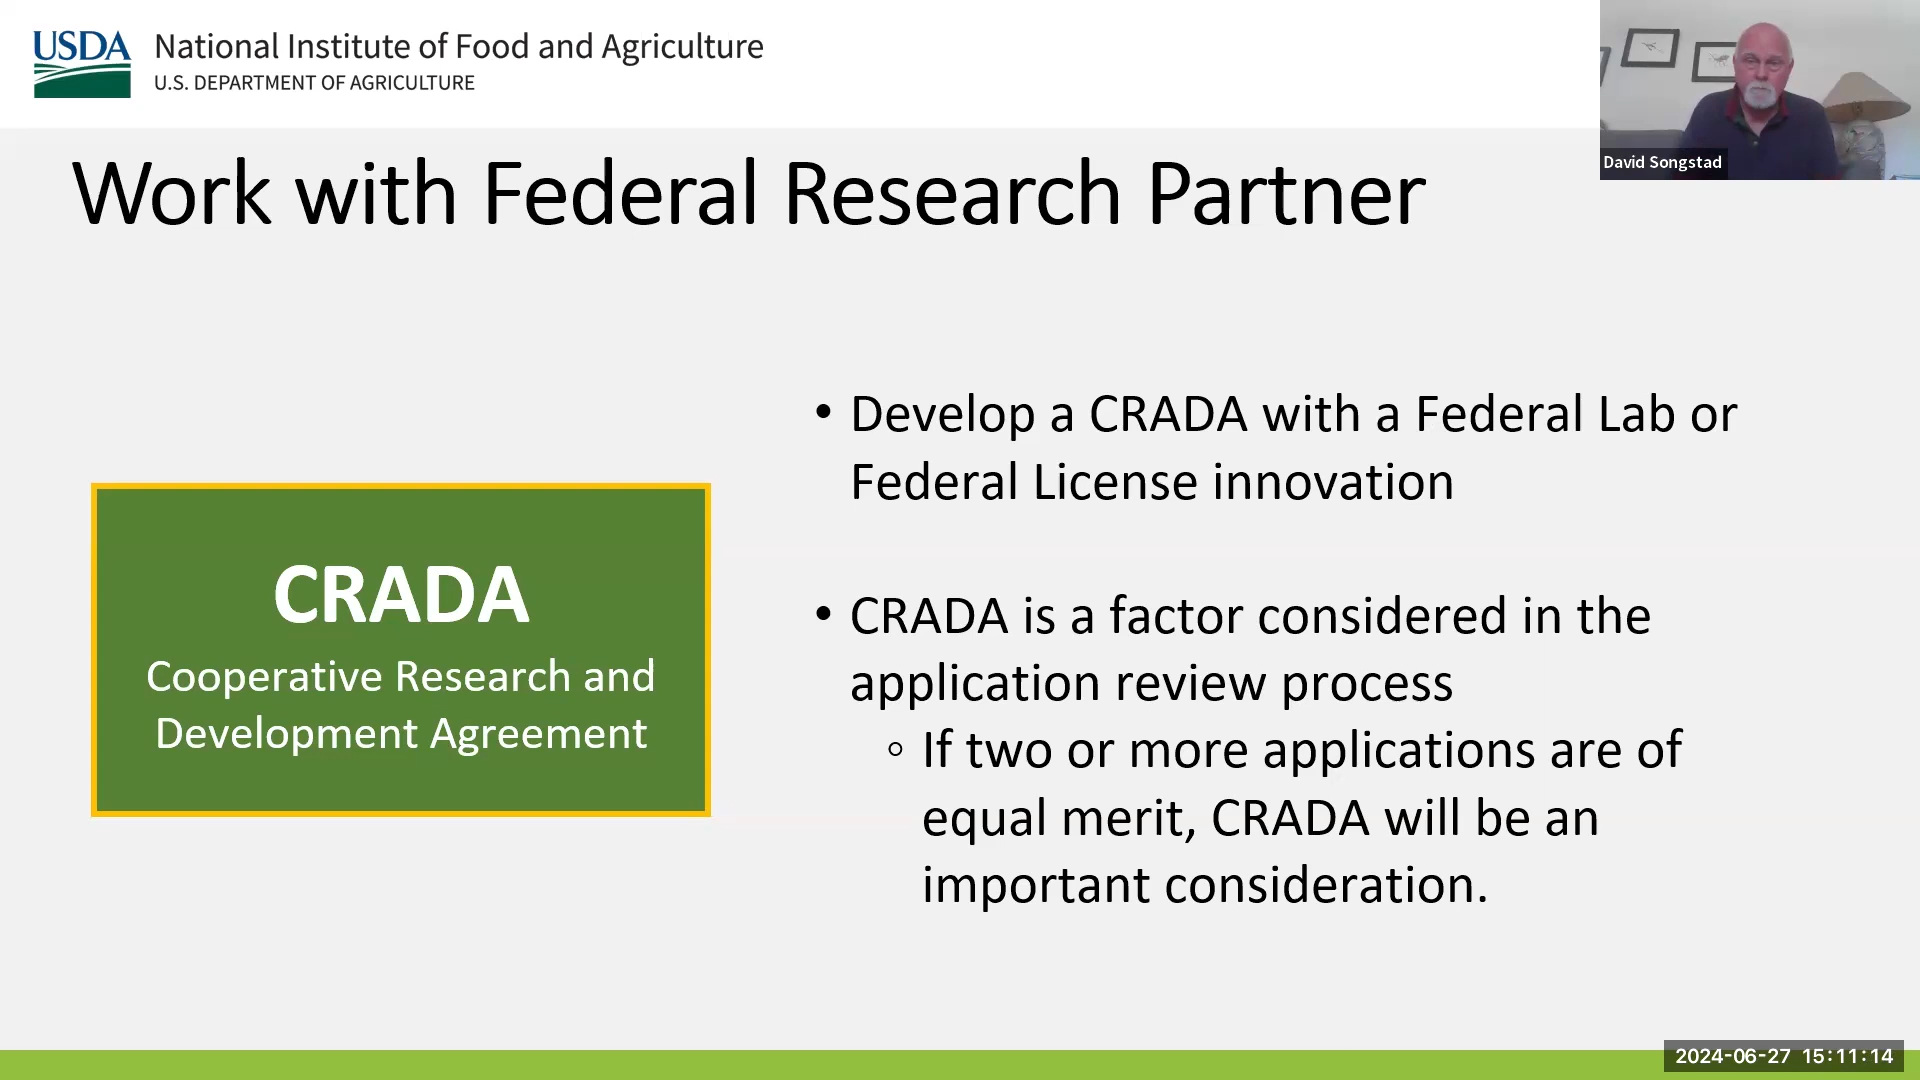 USDA
National Institute of Food and Agriculture
U.S. DEPARTMENT OF AGRICULTURE
David Songstad
Work with Federal Research Partner
CRADA
Cooperative Research and
Development Agreement
• Develop a CRADA with a Federal Lab or
Federal License innovation
• CRADA is a factor considered in the
application review process
◦ If two or more applications are of
equal merit, CRADA will be an
important consideration.
2024-06-27 15:11:14